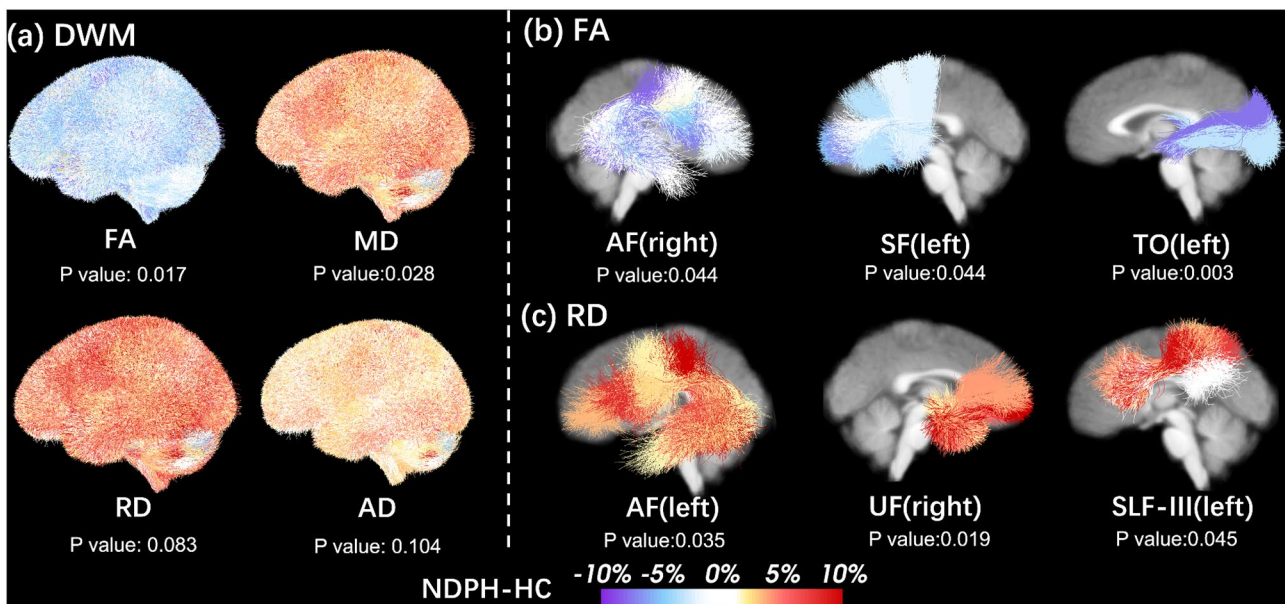 (a) DWM
FA
P value: 0.017
MD
P value:0.028
RD
P value: 0.083
AD
P value: 0.104
(b) FA
AF(right)
P value:0.044
SF(left)
P value:0.044
TO(left)
P value:0.003
(c) RD
AF(left)
P value:0.035
UF(right)
P value:0.019
SLF-III(left)
P value:0.045
NDPH-HC -10% -5% 0% 5% 10%